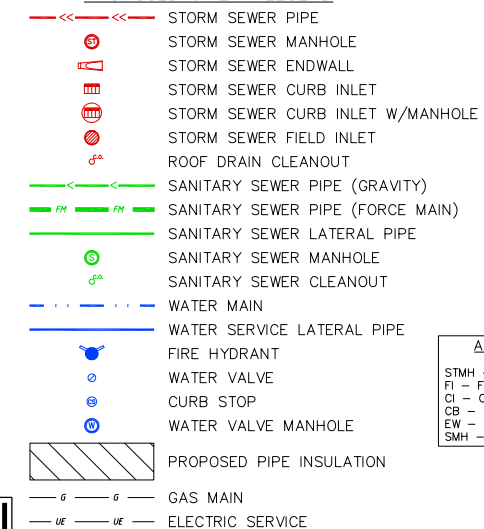 << << STORM SEWER PIPE
ST STORM SEWER MANHOLE
STORM SEWER ENDWALL
STORM SEWER CURB INLET
STORM SEWER CURB INLET W/MANHOLE
STORM SEWER FIELD INLET
C.O. ROOF DRAIN CLEANOUT
< < SANITARY SEWER PIPE (GRAVITY)
FM FM SANITARY SEWER PIPE (FORCE MAIN)
SANITARY SEWER LATERAL PIPE
S SANITARY SEWER MANHOLE
C.O. SANITARY SEWER CLEANOUT
WATER MAIN
WATER SERVICE LATERAL PIPE
FIRE HYDRANT
WATER VALVE
CS CURB STOP
W WATER VALVE MANHOLE
PROPOSED PIPE INSULATION
G G GAS MAIN
UE UE ELECTRIC SERVICE
A
STMH -
FI – F
CI – C
CB –
EW –
SMH –